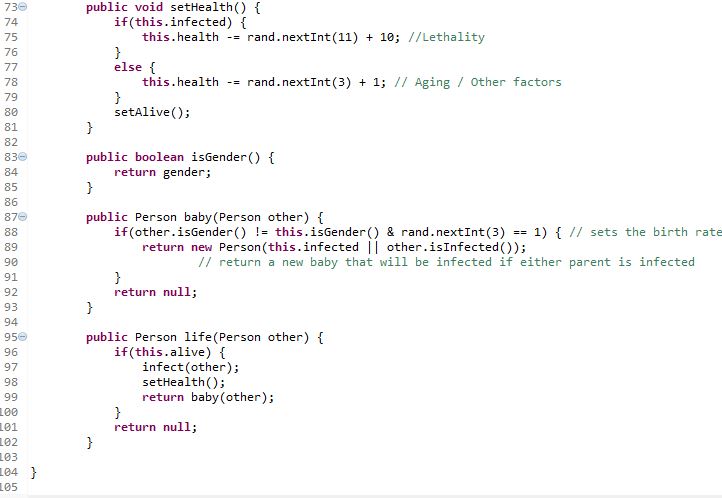 73 public void setHealth() {
74 if(this.infected) {
75 this.health -= rand.nextInt(11) + 10; //Lethality
76 }
77 else {
78 this.health -= rand.nextInt(3) + 1; // Aging / Other factors
79 }
80 setAlive();
81 }
82
83 public boolean isGender() {
84 return gender;
85 }
86
87 public Person baby(Person other) {
88 if(other.isGender() != this.isGender() & rand.nextInt(3) == 1) { // sets the birth rate
89 return new Person(this.infected || other.isInfected());
90 // return a new baby that will be infected if either parent is infected
91 }
92 return null;
93 }
94
95 public Person life(Person other) {
96 if(this.alive) {
97 infect(other);
98 setHealth();
99 return baby(other);
100 }
101 return null;
102 }
103
104 }
105